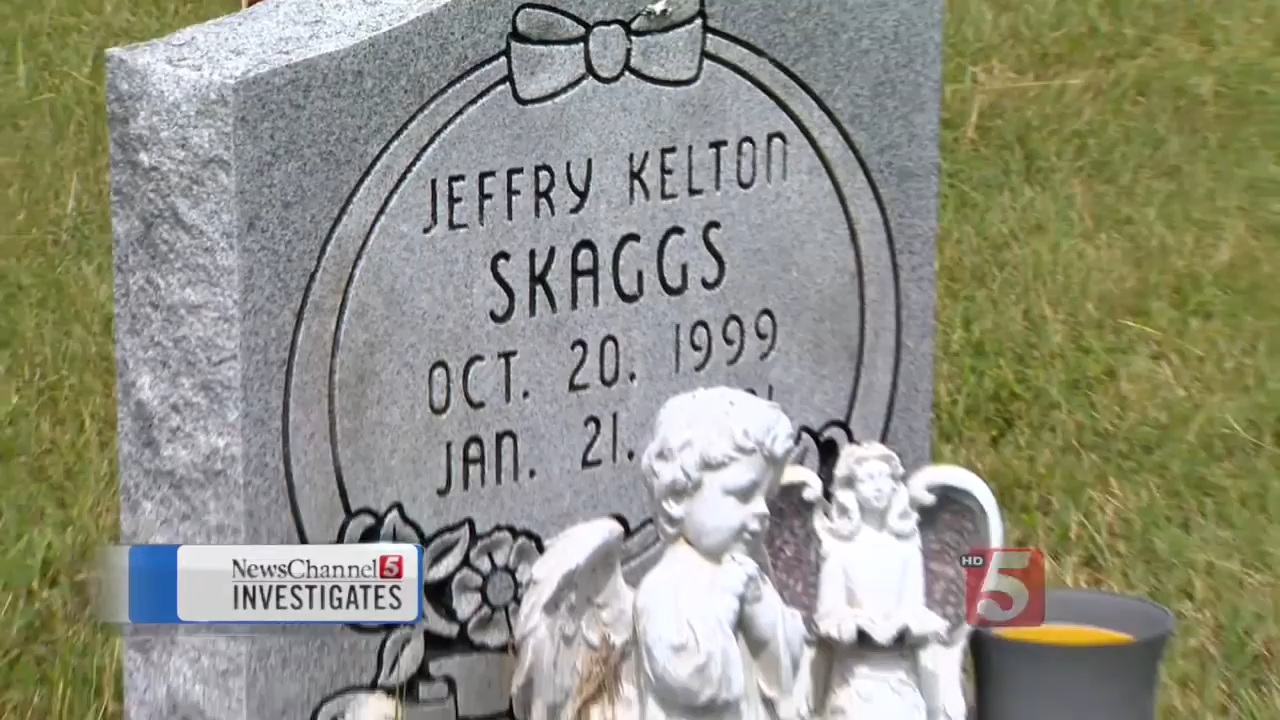 JEFFRY KELTON
SKAGGS
OCT. 20. 1999
JAN. 21.
NewsChannel 5
INVESTIGATES
HD 5